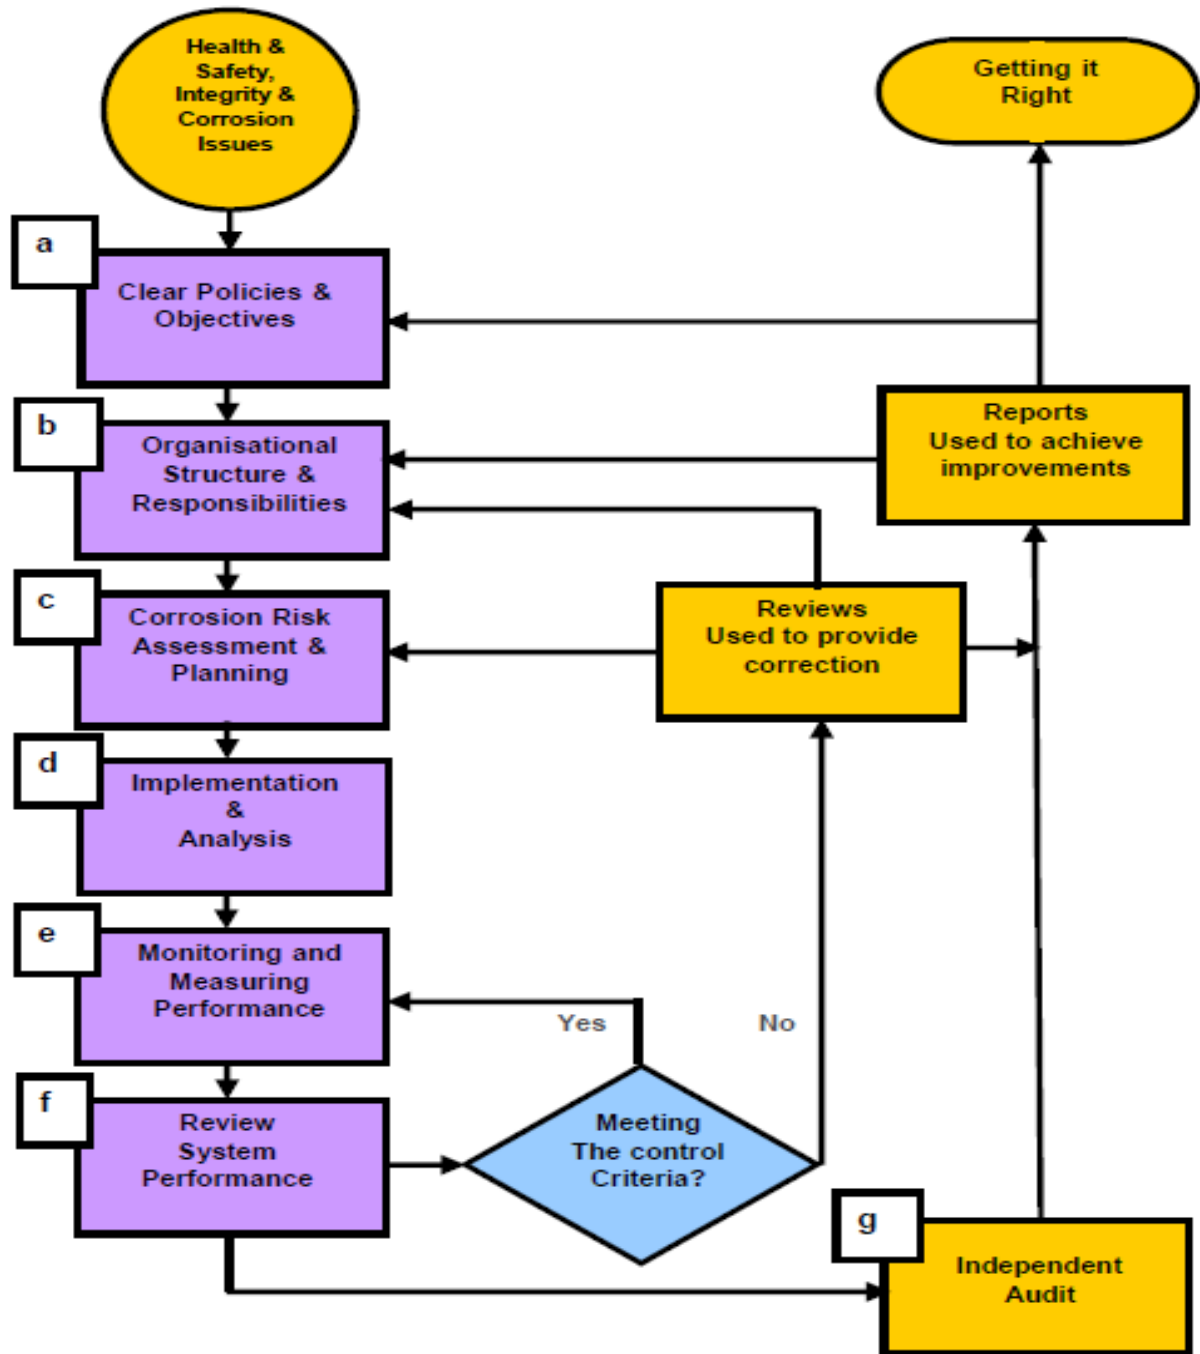 Health &
Safety,
Integrity &
Corrosion
Issues
Getting it
Right
a
Clear Policies &
Objectives
b
Organisational
Structure &
Responsibilities
Reports
Used to achieve
improvements
c
Corrosion Risk
Assessment &
Planning
Reviews
Used to provide
correction
d
Implementation
&
Analysis
e
Monitoring and
Measuring
Performance
Yes
No
f
Review
System
Performance
Meeting
The control
Criteria?
g
Independent
Audit